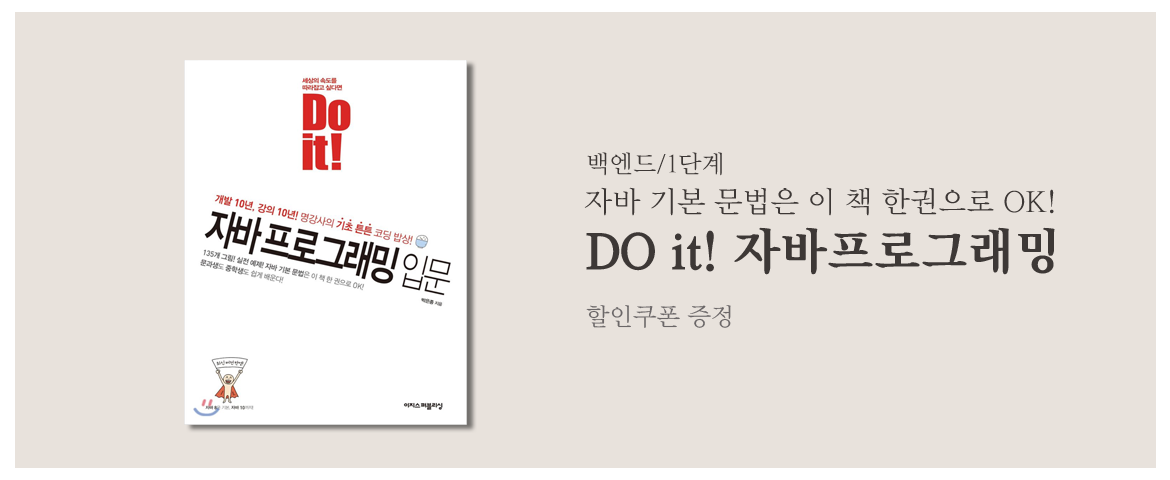 세상의 속도를
따라잡고 싶다면
Do
it!
개발 10년, 강의 10년! 명강사의 기초 튼튼 코딩 밥상!
자바 프로그래밍 입문
135개 그림! 실전 예제! 자바 기본 문법은 이 책 한 권으로 OK!
문과생도 중학생도 쉽게 배운다!
박은종 지음
이지스퍼블리싱
백엔드/1단계
자바 기본 문법은 이 책 한권으로 OK!
DO it! 자바프로그래밍
할인쿠폰 증정